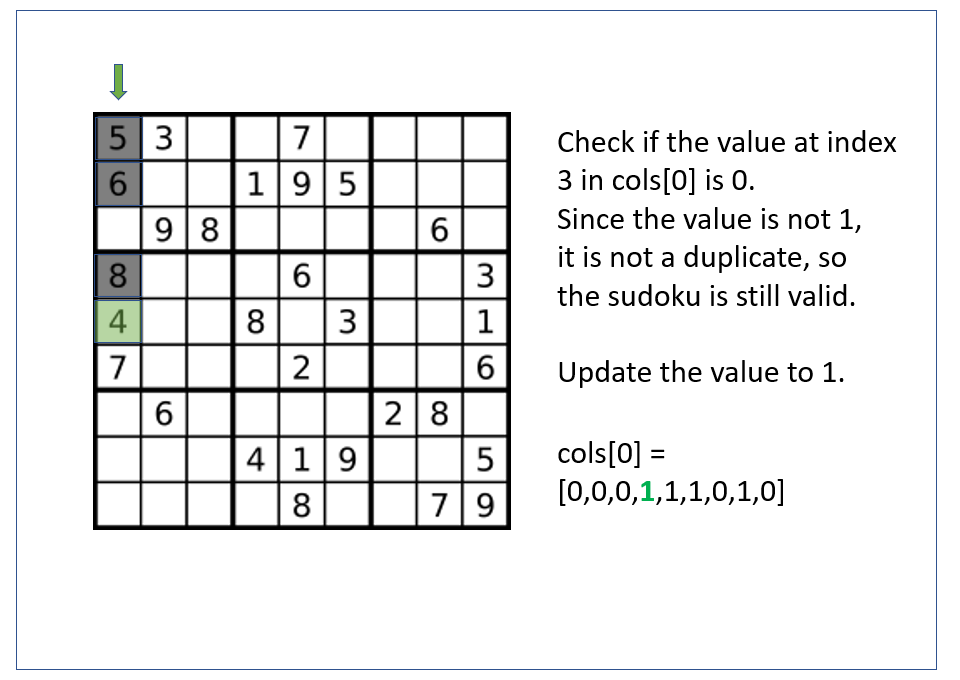 5 3 7
6 1 9 5
9 8 6
8 6 3
4 8 3 1
7 2 6
6 2 8
4 1 9 5
8 7 9
Check if the value at index
3 in cols[0] is 0.
Since the value is not 1,
it is not a duplicate, so
the sudoku is still valid.
Update the value to 1.
cols[0] =
[0,0,0,1,1,1,0,1,0]